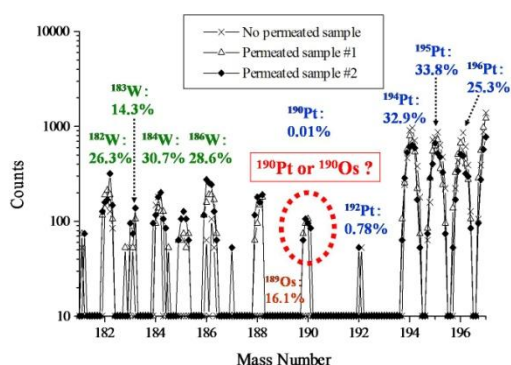 No permeated sample
Permeated sample #1
Permeated sample #2
10000
1000
100
10
Counts
¹⁸³W:
14.3%
¹⁸²W:
26.3%
¹⁸⁴W:
30.7%
¹⁸⁶W:
28.6%
¹⁹⁰Pt:
0.01%
¹⁹⁰Pt or ¹⁹⁰Os ?
¹⁸⁹Os:
16.1%
¹⁹²Pt:
0.78%
¹⁹⁴Pt:
32.9%
¹⁹⁵Pt:
33.8%
¹⁹⁶Pt:
25.3%
182 184 186 188 190 192 194 196
Mass Number